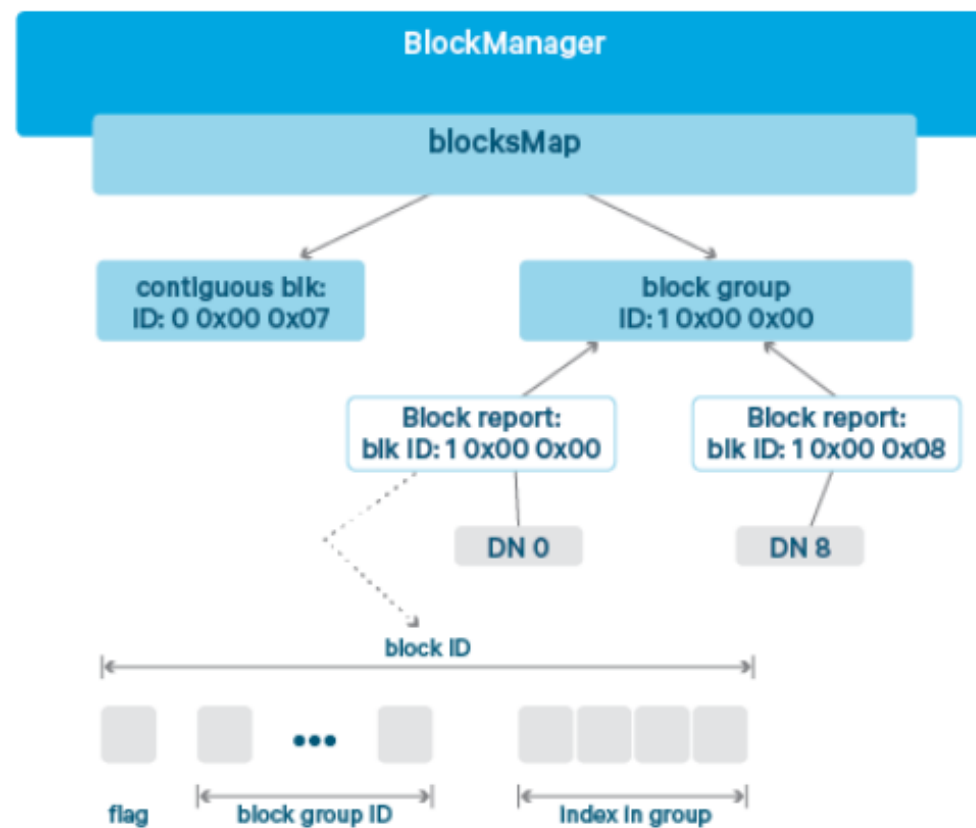 BlockManager
blocksMap
contiguous blk:
ID: 0 0x00 0x07
block group
ID: 1 0x00 0x00
Block report:
blk ID: 1 0x00 0x00
Block report:
blk ID: 1 0x00 0x08
DN 0
DN 8
block ID
•••
flag
block group ID
index in group